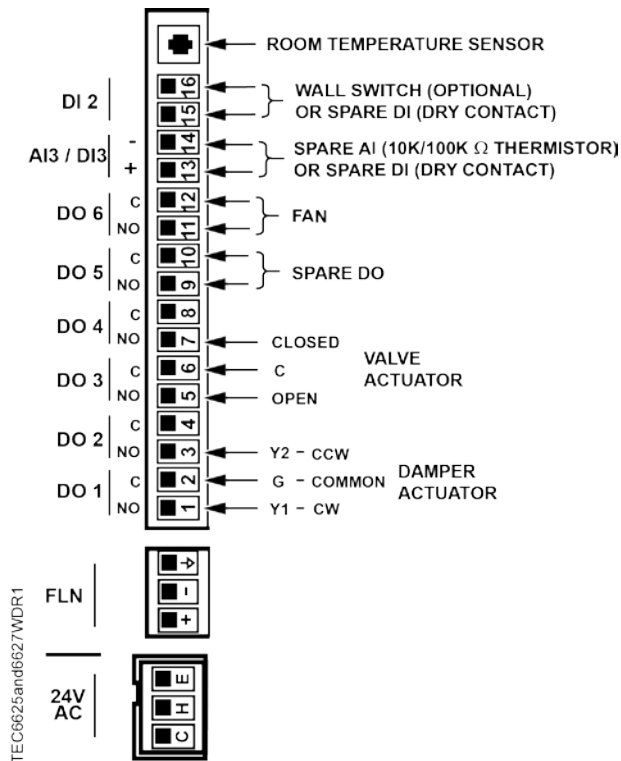 ROOM TEMPERATURE SENSOR
DI 2
16
15
WALL SWITCH (OPTIONAL)
OR SPARE DI (DRY CONTACT)
AI3 / DI3
-
+
14
13
SPARE AI (10K/100K Ω THERMISTOR)
OR SPARE DI (DRY CONTACT)
DO 6
C
NO
12
11
FAN
DO 5
C
NO
10
9
SPARE DO
DO 4
C
NO
8
7
CLOSED
DO 3
C
NO
6
5
C
OPEN
VALVE
ACTUATOR
DO 2
C
NO
4
3
Y2 - CCW
DO 1
C
NO
2
1
G - COMMON
Y1 - CW
DAMPER
ACTUATOR
FLN
-
+
24V
AC
E
H
C
TEC6625and6627WDR1